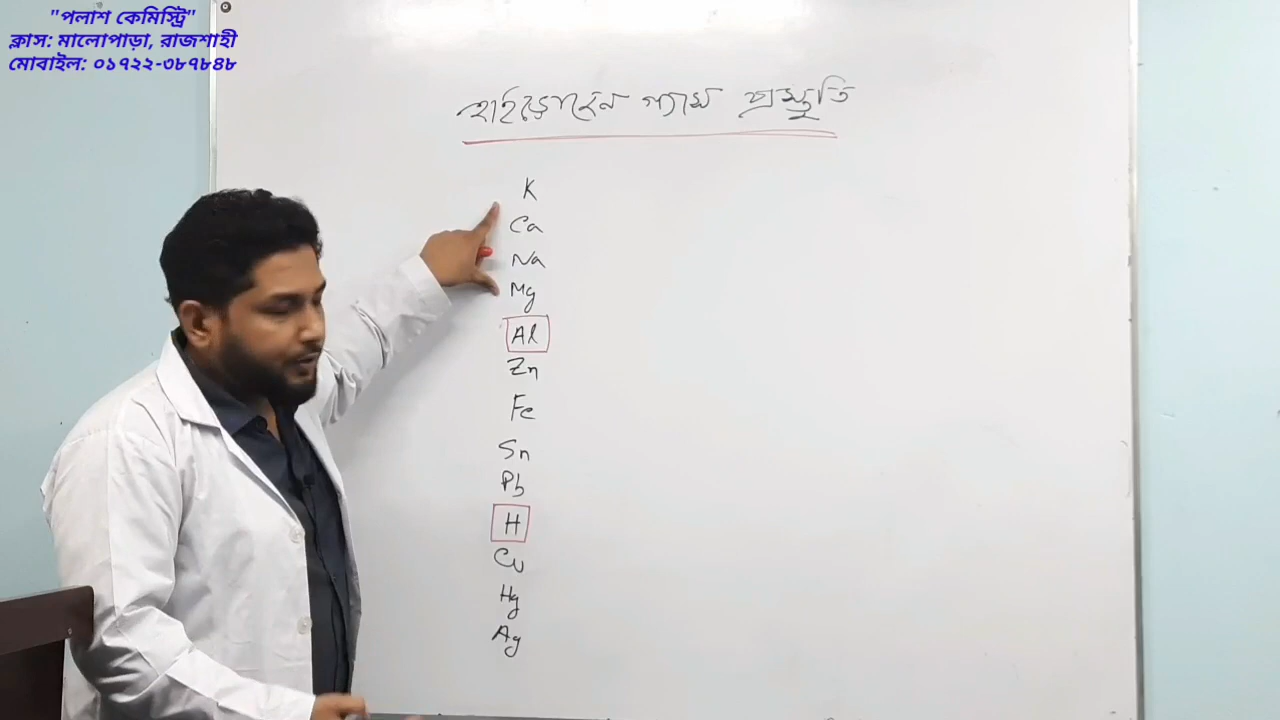 "পলাশ কেমিস্ট্রি"
ক্লাস: মালোপাড়া, রাজশাহী
মোবাইল: ০১৭২২-৩৮৭৮৪৮
হাইড্রোজেন গ্যাস প্রস্তুতি
K
Ca
Na
Mg
Al
Zn
Fe
Sn
Pb
H
Cu
Hg
Ag